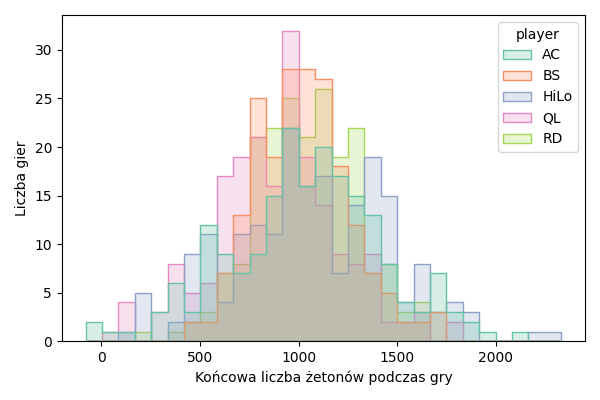 player
AC
BS
HiLo
QL
RD
Liczba gier
30
25
20
15
10
5
0
0 500 1000 1500 2000
Końcowa liczba żetonów podczas gry